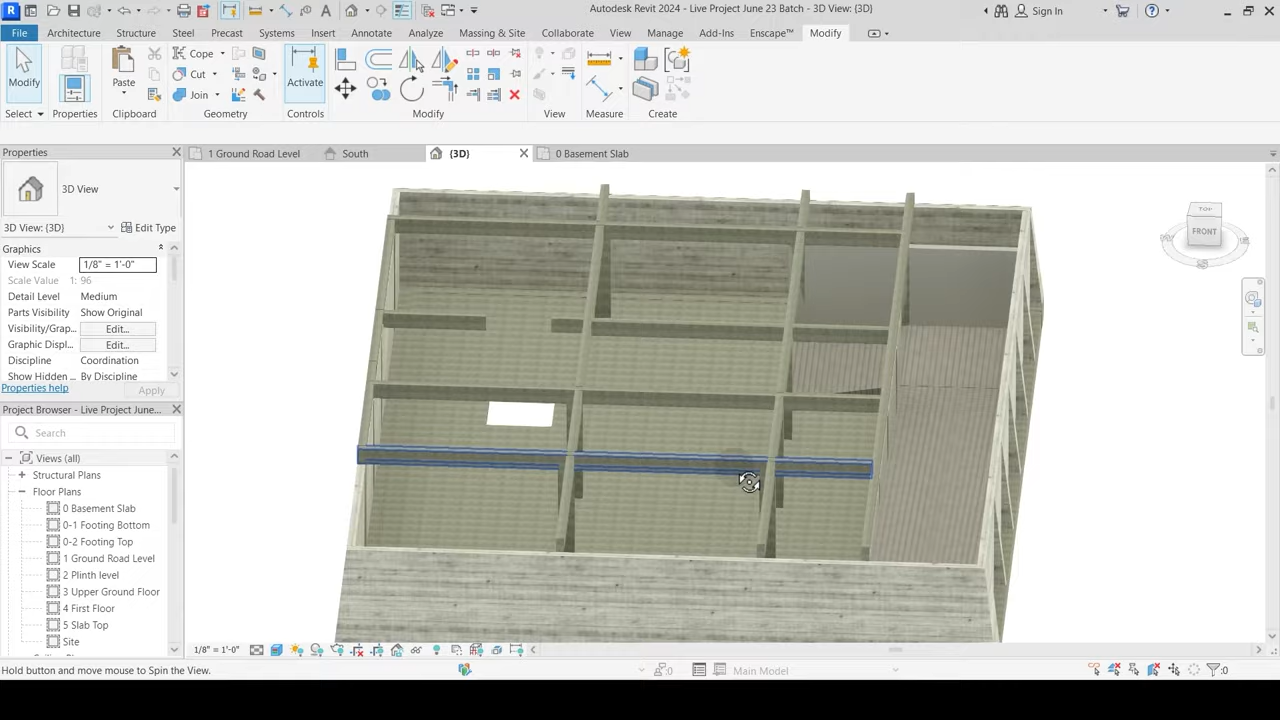 Autodesk Revit 2024 - Live Project June 23 Batch - 3D View: {3D}
Sign In
File Architecture Structure Steel Precast Systems Insert Annotate Analyze Massing & Site Collaborate View Manage Add-Ins Enscape™ Modify
Modify
Paste
Cope
Cut
Join
Activate
Select Properties Clipboard Geometry Controls Modify View Measure Create
Properties
1 Ground Road Level South {3D} 0 Basement Slab
3D View
3D View: {3D} Edit Type
Graphics
View Scale 1/8" = 1'-0"
Scale Value 1: 96
Detail Level Medium
Parts Visibility Show Original
Visibility/Grap... Edit...
Graphic Displ... Edit...
Discipline Coordination
Show Hidden By Discipline
Properties help Apply
Project Browser - Live Project June...
Search
Views (all)
Structural Plans
Floor Plans
0 Basement Slab
0-1 Footing Bottom
0-2 Footing Top
1 Ground Road Level
2 Plinth level
3 Upper Ground Floor
4 First Floor
5 Slab Top
Site
TOP
FRONT
1/8" = 1'-0"
Hold button and move mouse to Spin the View.
:0
Main Model
:0